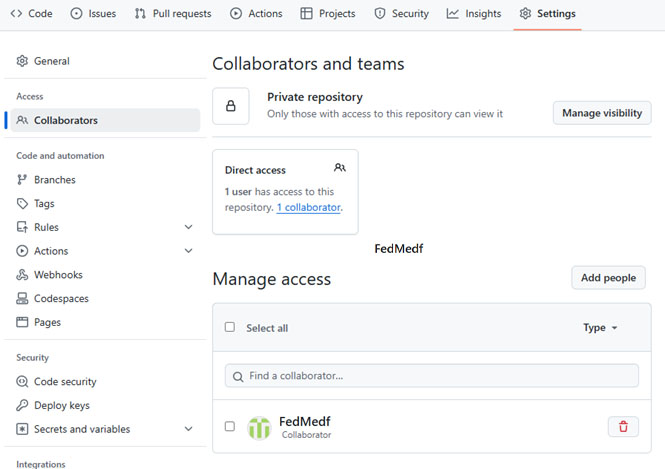 Code Issues Pull requests Actions Projects Security Insights Settings
General
Access
Collaborators
Code and automation
Branches
Tags
Rules
Actions
Webhooks
Codespaces
Pages
Security
Code security
Deploy keys
Secrets and variables
Integrations
Collaborators and teams
Private repository
Only those with access to this repository can view it
Manage visibility
Direct access
1 user has access to this
repository. 1 collaborator.
FedMedf
Manage access
Add people
Select all
Type
Find a collaborator...
FedMedf
Collaborator